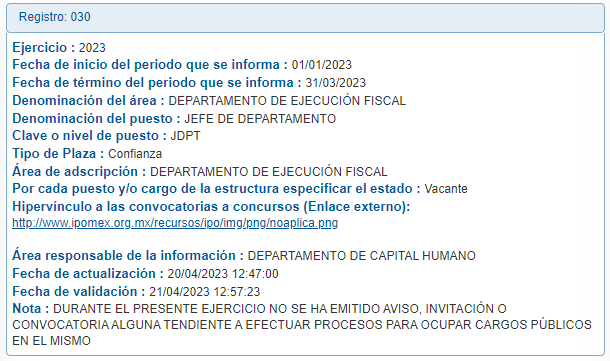 Registro: 030
Ejercicio : 2023
Fecha de inicio del periodo que se informa : 01/01/2023
Fecha de término del periodo que se informa : 31/03/2023
Denominación del área : DEPARTAMENTO DE EJECUCIÓN FISCAL
Denominación del puesto : JEFE DE DEPARTAMENTO
Clave o nivel de puesto : JDPT
Tipo de Plaza : Confianza
Área de adscripción : DEPARTAMENTO DE EJECUCIÓN FISCAL
Por cada puesto y/o cargo de la estructura especificar el estado : Vacante
Hipervínculo a las convocatorias a concursos (Enlace externo):
http://www.ipomex.org.mx/recursos/ipo/img/png/noaplica.png
Área responsable de la información : DEPARTAMENTO DE CAPITAL HUMANO
Fecha de actualización : 20/04/2023 12:47:00
Fecha de validación : 21/04/2023 12:57:23
Nota : DURANTE EL PRESENTE EJERCICIO NO SE HA EMITIDO AVISO, INVITACIÓN O
CONVOCATORIA ALGUNA TENDIENTE A EFECTUAR PROCESOS PARA OCUPAR CARGOS PÚBLICOS
EN EL MISMO